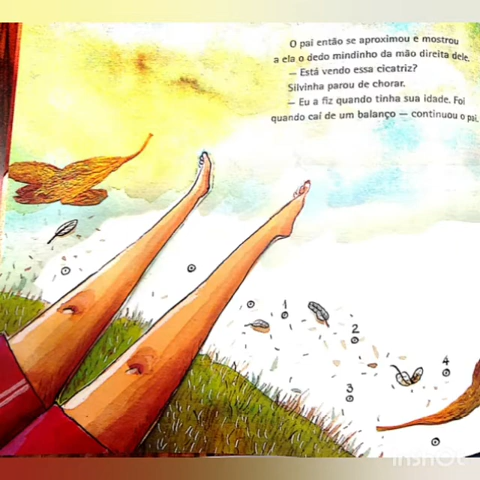 O pai então se aproximou e mostrou
a ela o dedo mindinho da mão direita dele.
— Está vendo essa cicatriz?
Silvinha parou de chorar.
— Eu a fiz quando tinha sua idade. Foi
quando caí de um balanço — continuou o pai,
1
2
3
4
InShOt